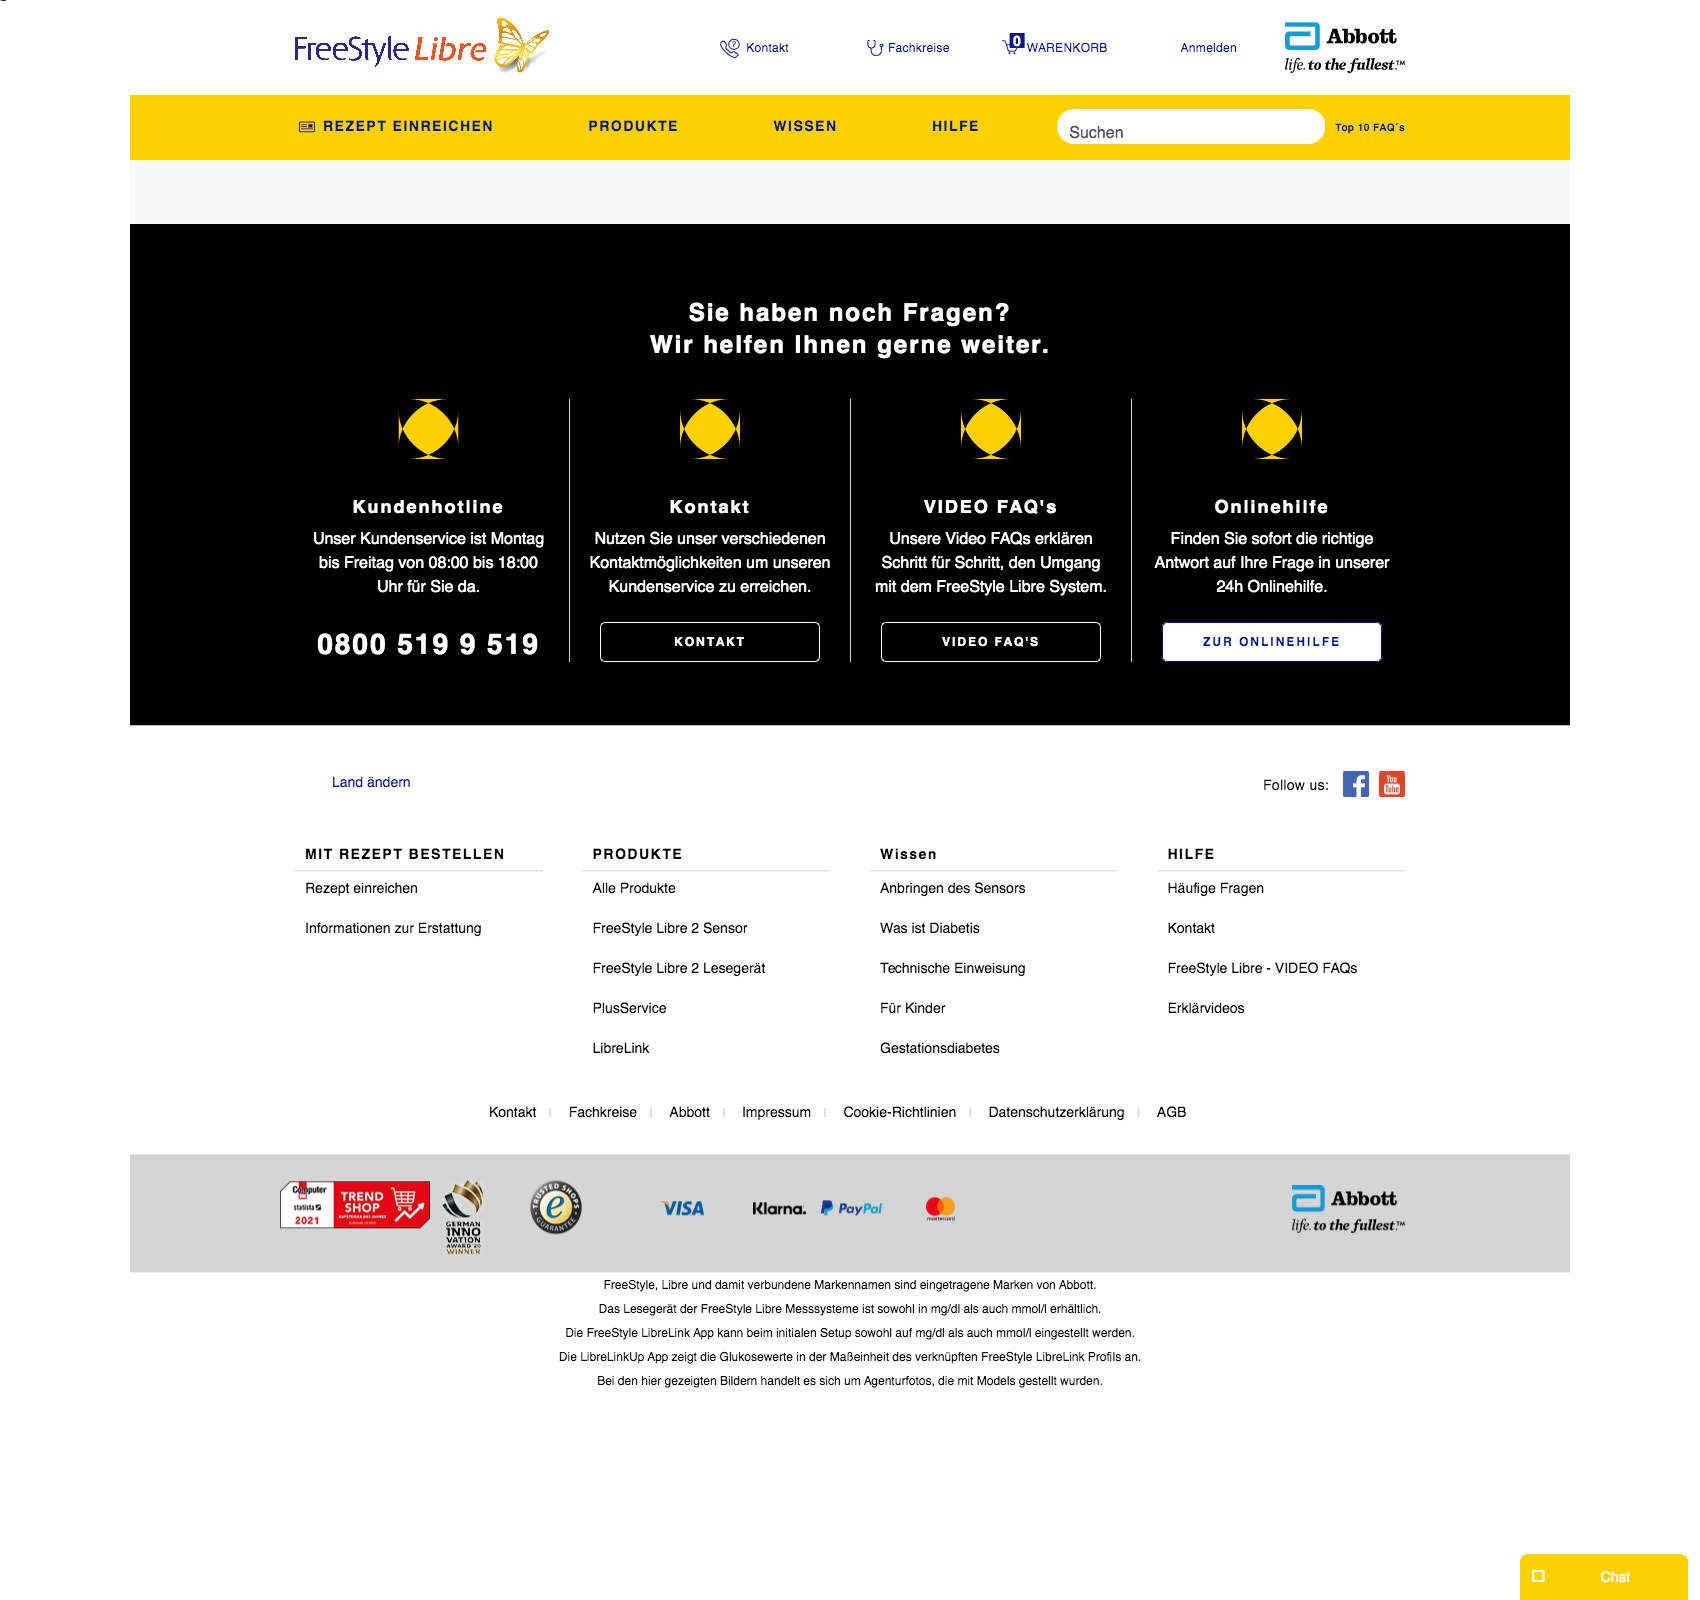 FreeStyle Libre
Kontakt
Fachkreise
0
WARENKORB
Anmelden
Abbott
life. to the fullest.™
REZEPT EINREICHEN
PRODUKTE
WISSEN
HILFE
Suchen
Top 10 FAQ´s
Sie haben noch Fragen?
Wir helfen Ihnen gerne weiter.
Kundenhotline
Unser Kundenservice ist Montag
bis Freitag von 08:00 bis 18:00
Uhr für Sie da.
0800 519 9 519
Kontakt
Nutzen Sie unser verschiedenen
Kontaktmöglichkeiten um unseren
Kundenservice zu erreichen.
KONTAKT
VIDEO FAQ's
Unsere Video FAQs erklären
Schritt für Schritt, den Umgang
mit dem FreeStyle Libre System.
VIDEO FAQ'S
Onlinehilfe
Finden Sie sofort die richtige
Antwort auf Ihre Frage in unserer
24h Onlinehilfe.
ZUR ONLINEHILFE
Land ändern
Follow us:
You
Tube
MIT REZEPT BESTELLEN
Rezept einreichen
Informationen zur Erstattung
PRODUKTE
Alle Produkte
FreeStyle Libre 2 Sensor
FreeStyle Libre 2 Lesegerät
PlusService
LibreLink
Wissen
Anbringen des Sensors
Was ist Diabetis
Technische Einweisung
Für Kinder
Gestationsdiabetes
HILFE
Häufige Fragen
Kontakt
FreeStyle Libre - VIDEO FAQs
Erklärvideos
Kontakt
Fachkreise
Abbott
Impressum
Cookie-Richtlinien
Datenschutzerklärung
AGB
Computer
statista
2021
TREND
SHOP
GERMAN
INNO
VATION
AWARD '20
WINNER
TRUSTED SHOPS
GUARANTEE
VISA
Klarna.
PayPal
mastercard
Abbott
life. to the fullest.™
FreeStyle, Libre und damit verbundene Markennamen sind eingetragene Marken von Abbott.
Das Lesegerät der FreeStyle Libre Messsysteme ist sowohl in mg/dl als auch mmol/l erhältlich.
Die FreeStyle LibreLink App kann beim initialen Setup sowohl auf mg/dl als auch mmol/l eingestellt werden.
Die LibreLinkUp App zeigt die Glukosewerte in der Maßeinheit des verknüpften FreeStyle LibreLink Profils an.
Bei den hier gezeigten Bildern handelt es sich um Agenturfotos, die mit Models gestellt wurden.
Chat